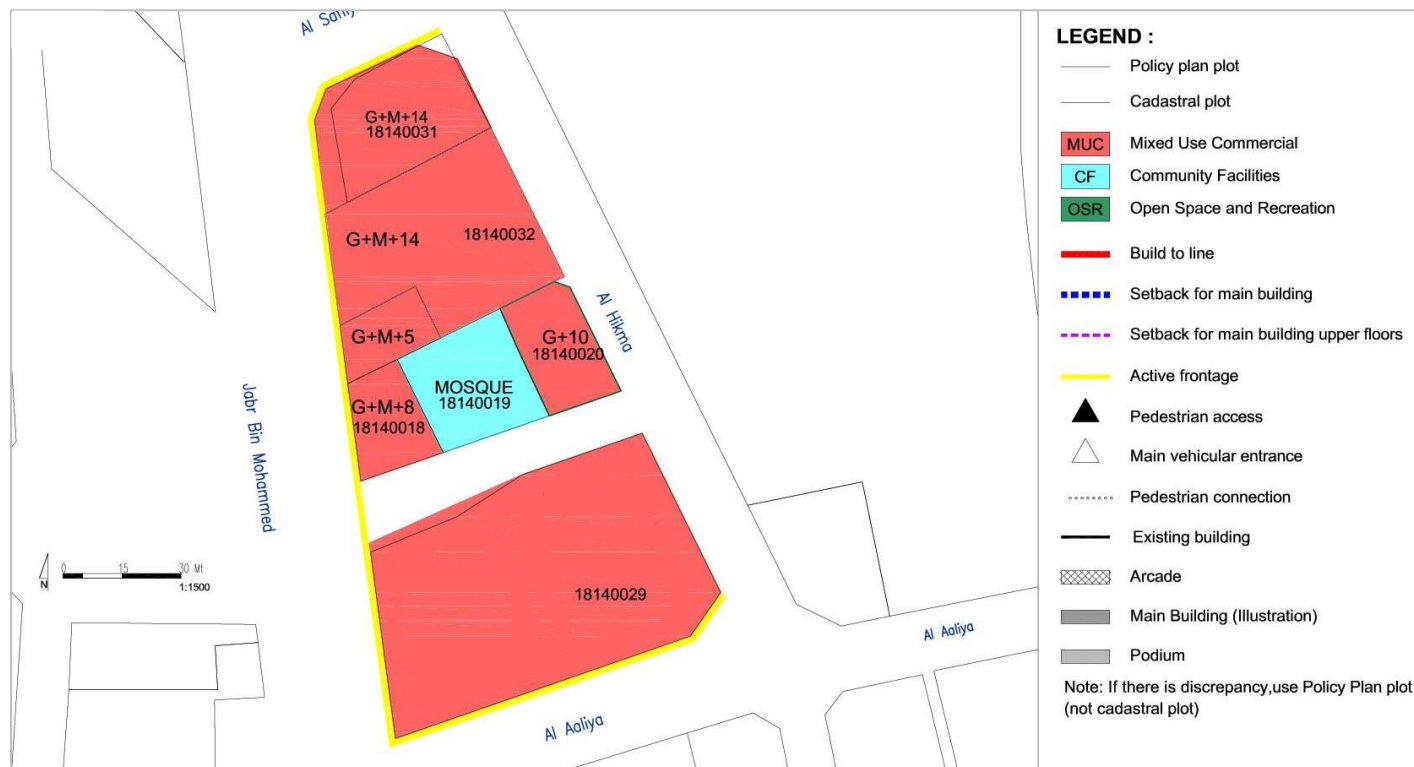 G+M+14
18140031
G+M+14
18140032
G+M+5
G+10
18140020
MOSQUE
18140019
G+M+8
18140018
18140029
Al Hikma
Jabr Bin Mohammed
Al Aaliya
Al Aaliya
N
0 15 30 Mt
1:1500
LEGEND :
Policy plan plot
Cadastral plot
MUC Mixed Use Commercial
CF Community Facilities
OSR Open Space and Recreation
Build to line
Setback for main building
Setback for main building upper floors
Active frontage
Pedestrian access
Main vehicular entrance
Pedestrian connection
Existing building
Arcade
Main Building (Illustration)
Podium
Note: If there is discrepancy,use Policy Plan plot
(not cadastral plot)